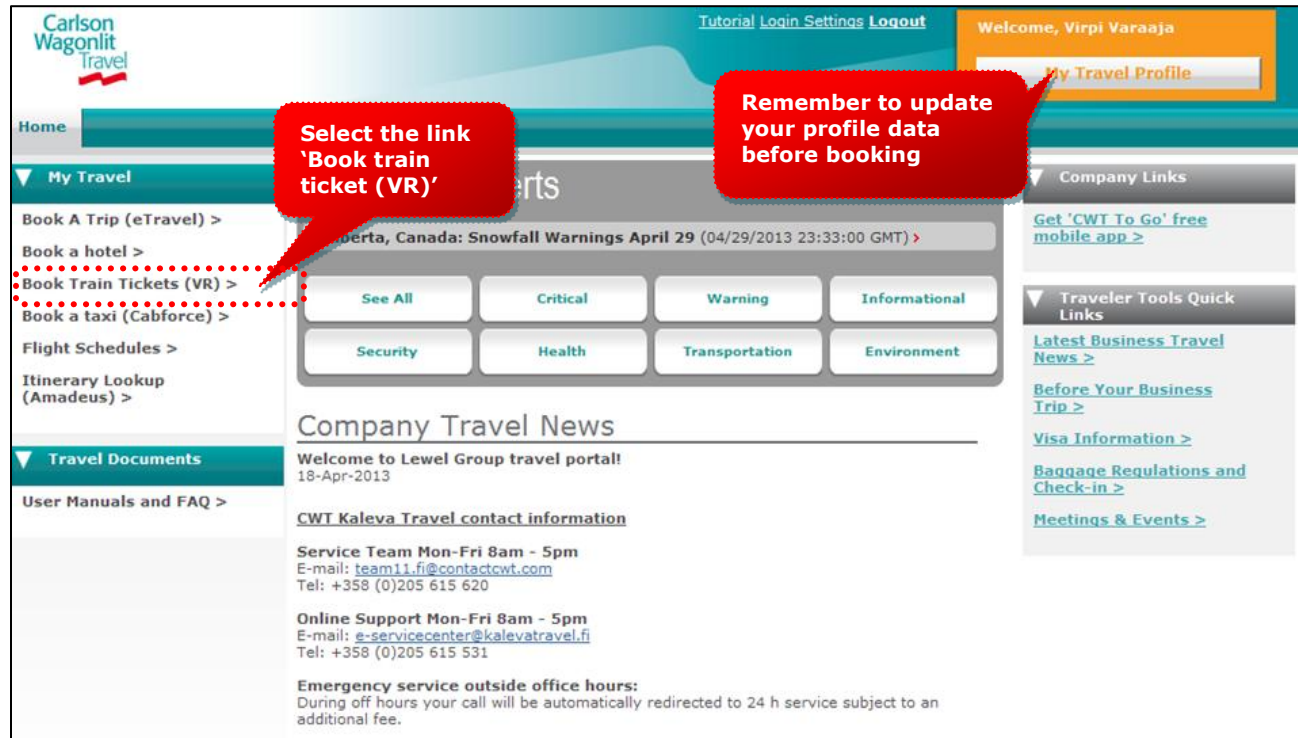 Carlson
Wagonlit
Travel
Tutorial Login Settings Logout
Welcome, Virpi Varaaja
My Travel Profile
Home
Select the link
‘Book train
ticket (VR)’
Remember to update
your profile data
before booking
My Travel
Book A Trip (eTravel) >
Book a hotel >
Book Train Tickets (VR) >
Book a taxi (Cabforce) >
Flight Schedules >
Itinerary Lookup
(Amadeus) >
Travel Documents
User Manuals and FAQ >
Canada: Snowfall Warnings April 29 (04/29/2013 23:33:00 GMT) >
See All
Critical
Warning
Informational
Security
Health
Transportation
Environment
Company Travel News
Welcome to Lewel Group travel portal!
18-Apr-2013
CWT Kaleva Travel contact information
Service Team Mon-Fri 8am - 5pm
E-mail: team11.fi@contactcwt.com
Tel: +358 (0)205 615 620
Online Support Mon-Fri 8am - 5pm
E-mail: e-servicecenter@kalevatravel.fi
Tel: +358 (0)205 615 531
Emergency service outside office hours:
During off hours your call will be automatically redirected to 24 h service subject to an
additional fee.
Company Links
Get 'CWT To Go' free
mobile app >
Traveler Tools Quick
Links
Latest Business Travel
News >
Before Your Business
Trip >
Visa Information >
Baggage Regulations and
Check-in >
Meetings & Events >